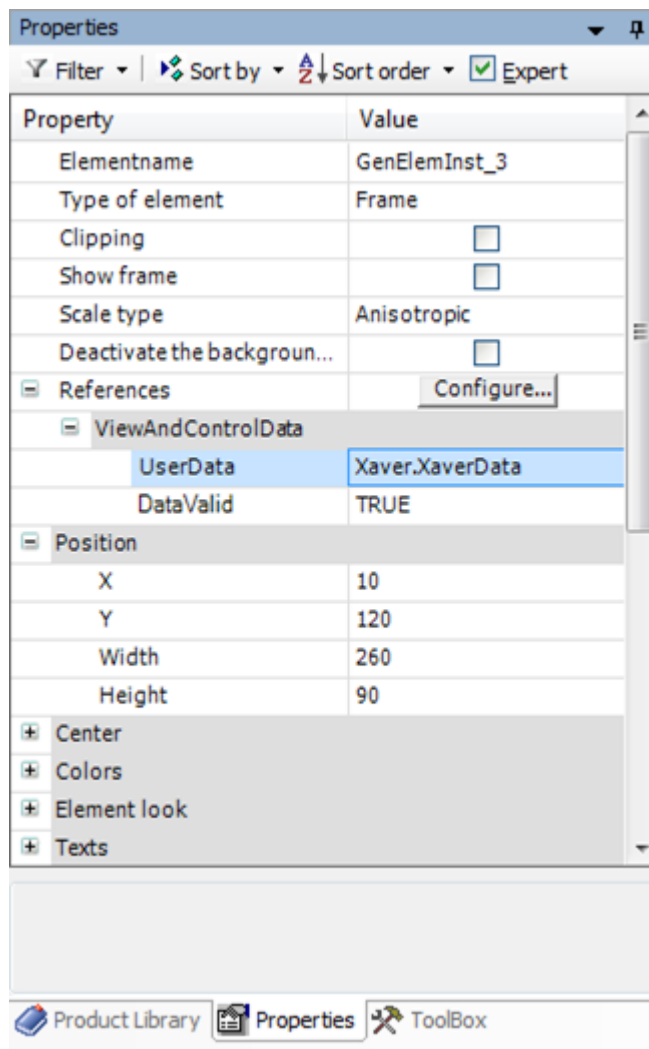 Properties
Filter Sort by Sort order Expert
Property Value
Elementname GenElemInst_3
Type of element Frame
Clipping
Show frame
Scale type Anisotropic
Deactivate the backgroun...
References Configure...
ViewAndControlData
UserData Xaver.XaverData
DataValid TRUE
Position
X 10
Y 120
Width 260
Height 90
Center
Colors
Element look
Texts
Product Library Properties ToolBox